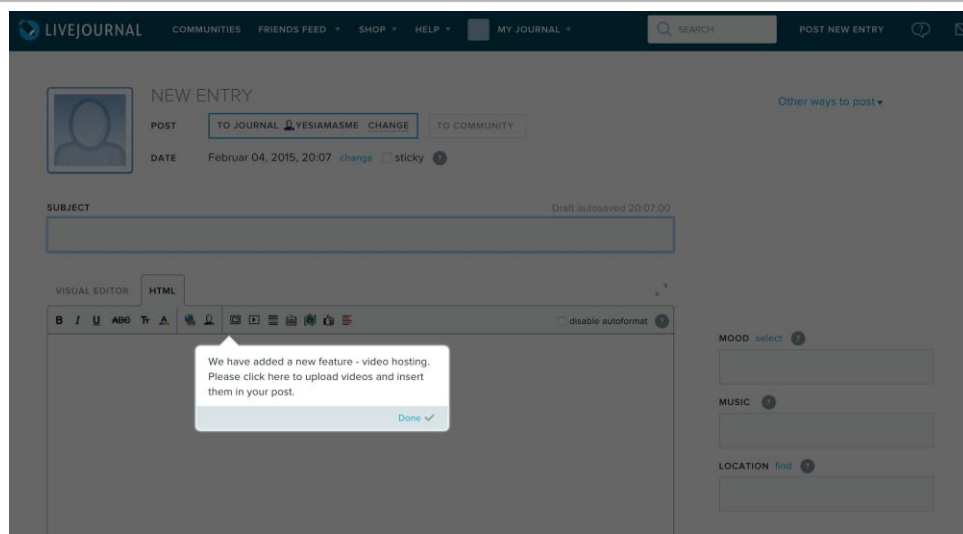 LIVEJOURNAL COMMUNITIES FRIENDS FEED SHOP HELP MY JOURNAL SEARCH POST NEW ENTRY
NEW ENTRY
Other ways to post
POST TO JOURNAL YESIAMASME CHANGE TO COMMUNITY
DATE Februar 04, 2015, 20:07 change sticky ?
SUBJECT Draft autosaved 20:07:00
VISUAL EDITOR HTML
B I U ABC Tr A disable autoformat ?
We have added a new feature - video hosting.
Please click here to upload videos and insert
them in your post.
Done
MOOD select ?
MUSIC ?
LOCATION find ?